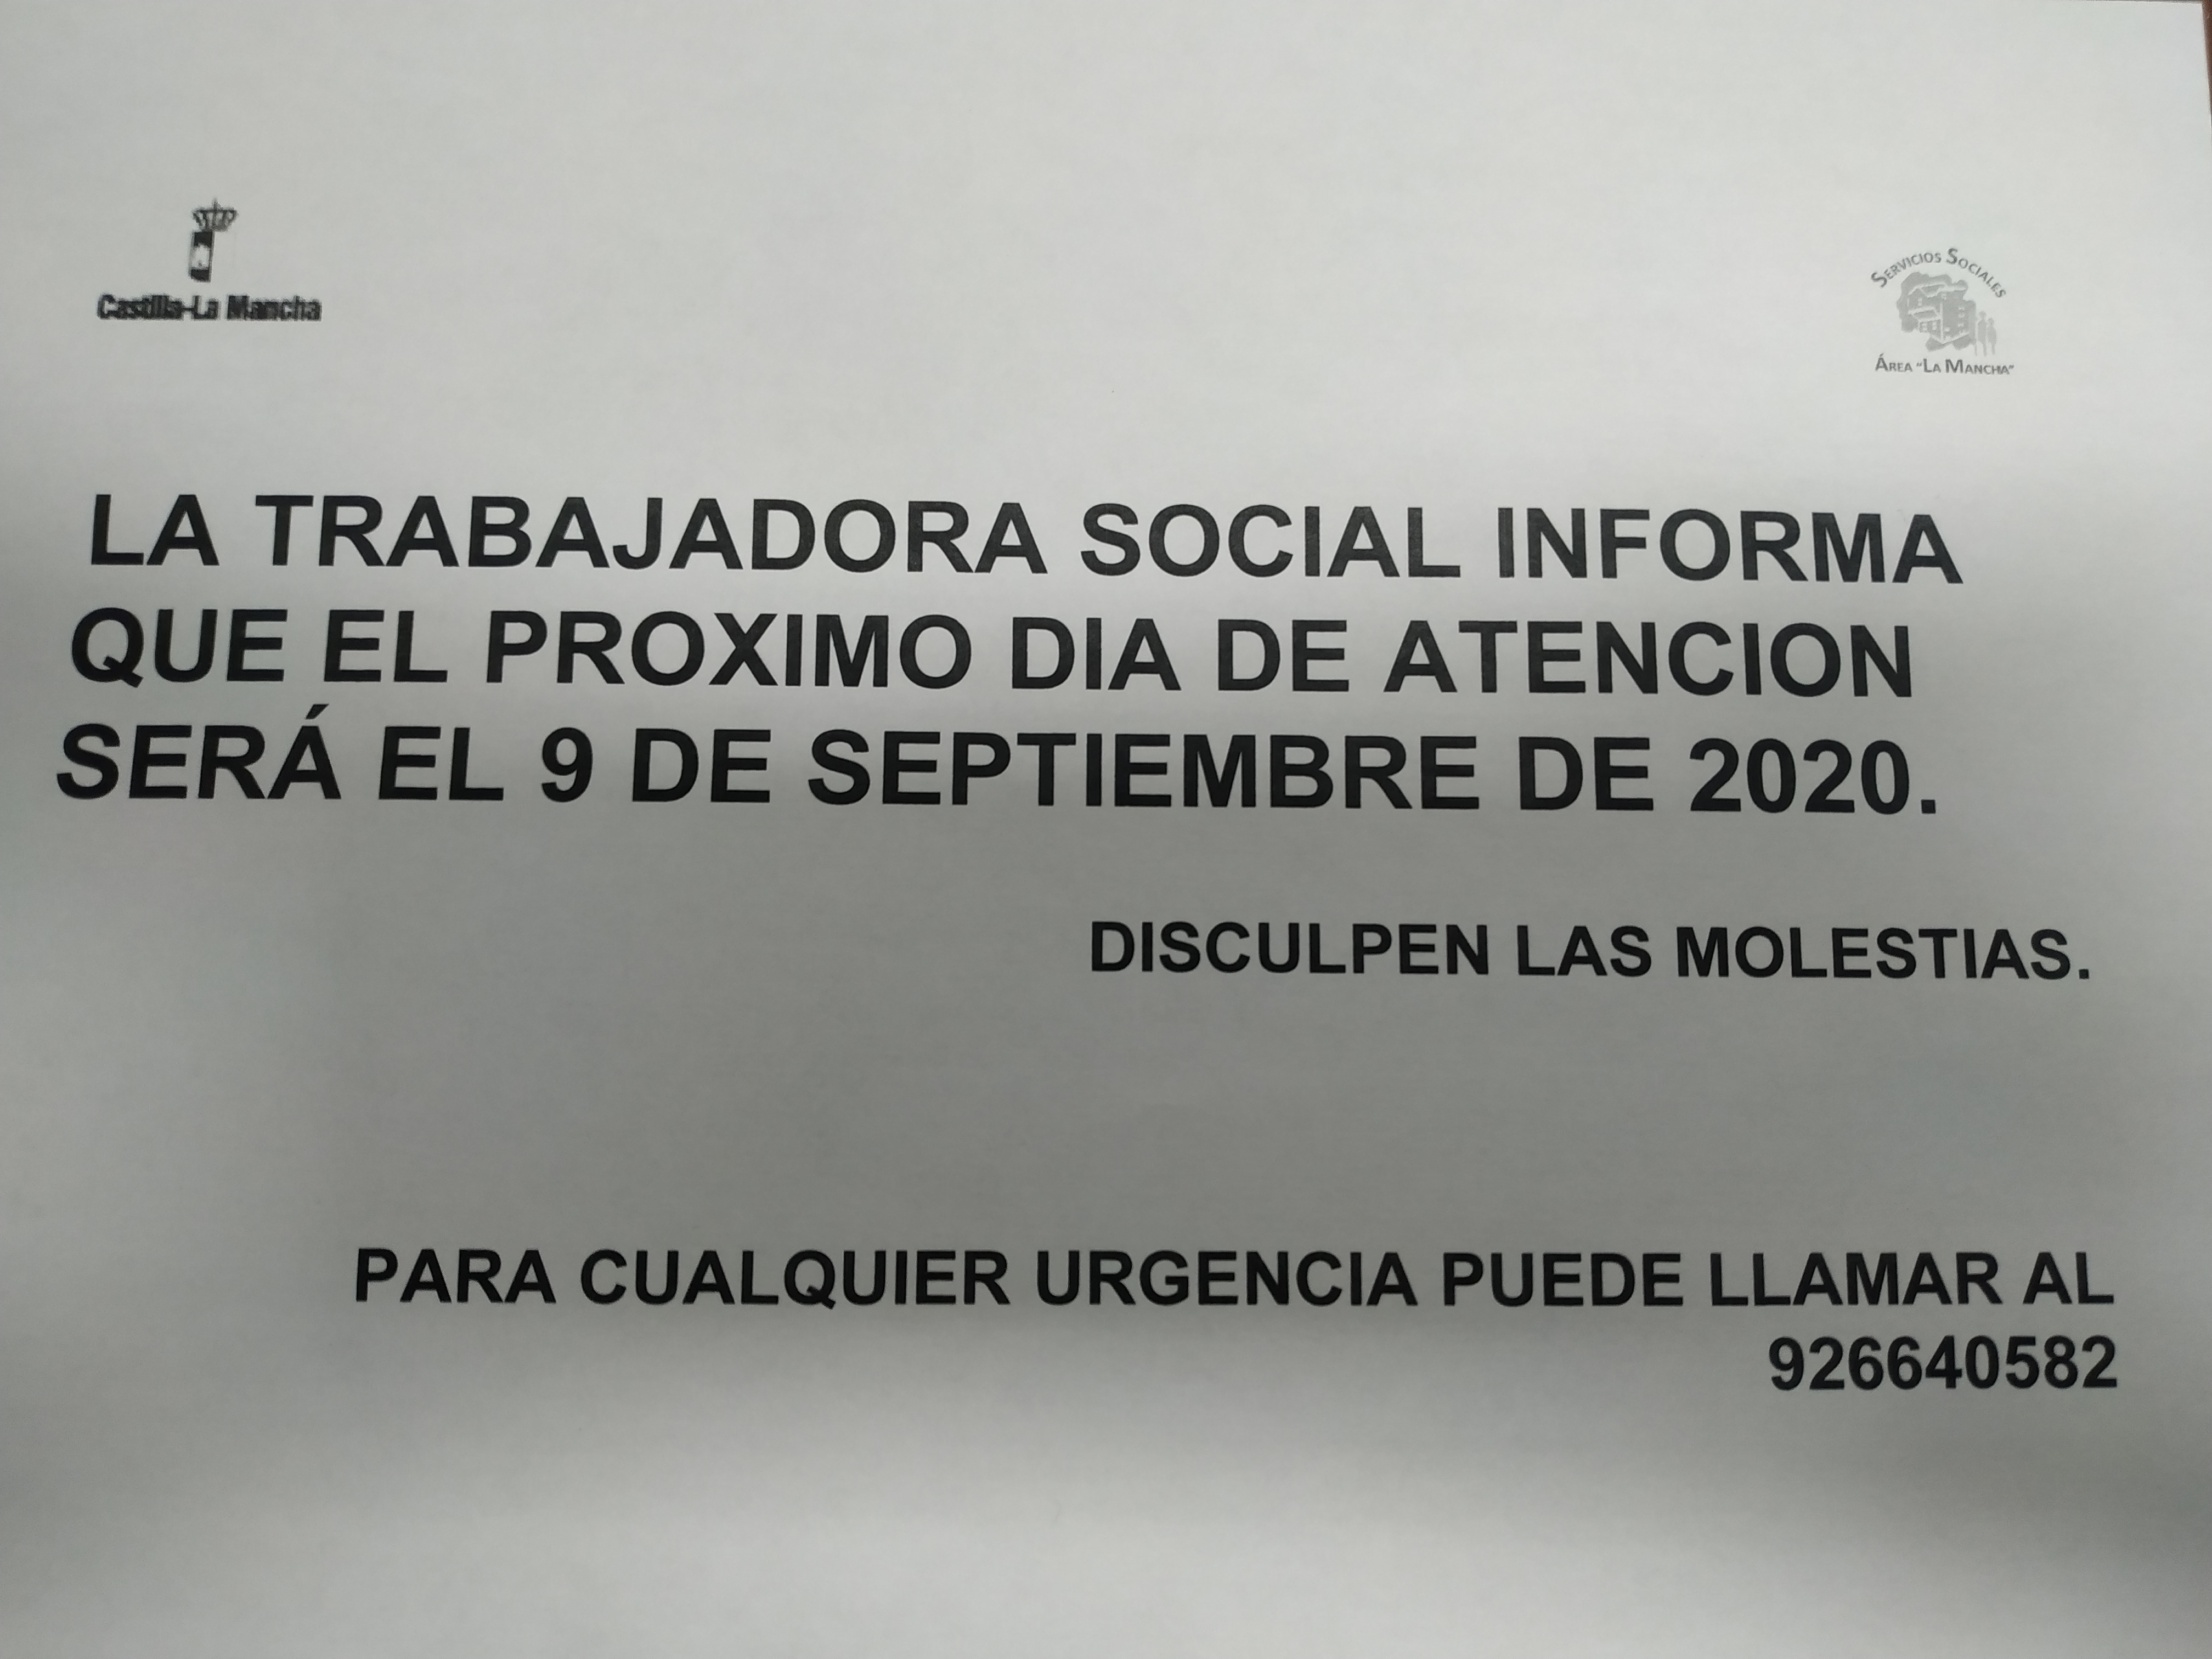 Castilla-La Mancha
SERVICIOS SOCIALES
ÁREA "LA MANCHA"
LA TRABAJADORA SOCIAL INFORMA
QUE EL PROXIMO DIA DE ATENCION
SERÁ EL 9 DE SEPTIEMBRE DE 2020.
DISCULPEN LAS MOLESTIAS.
PARA CUALQUIER URGENCIA PUEDE LLAMAR AL
926640582